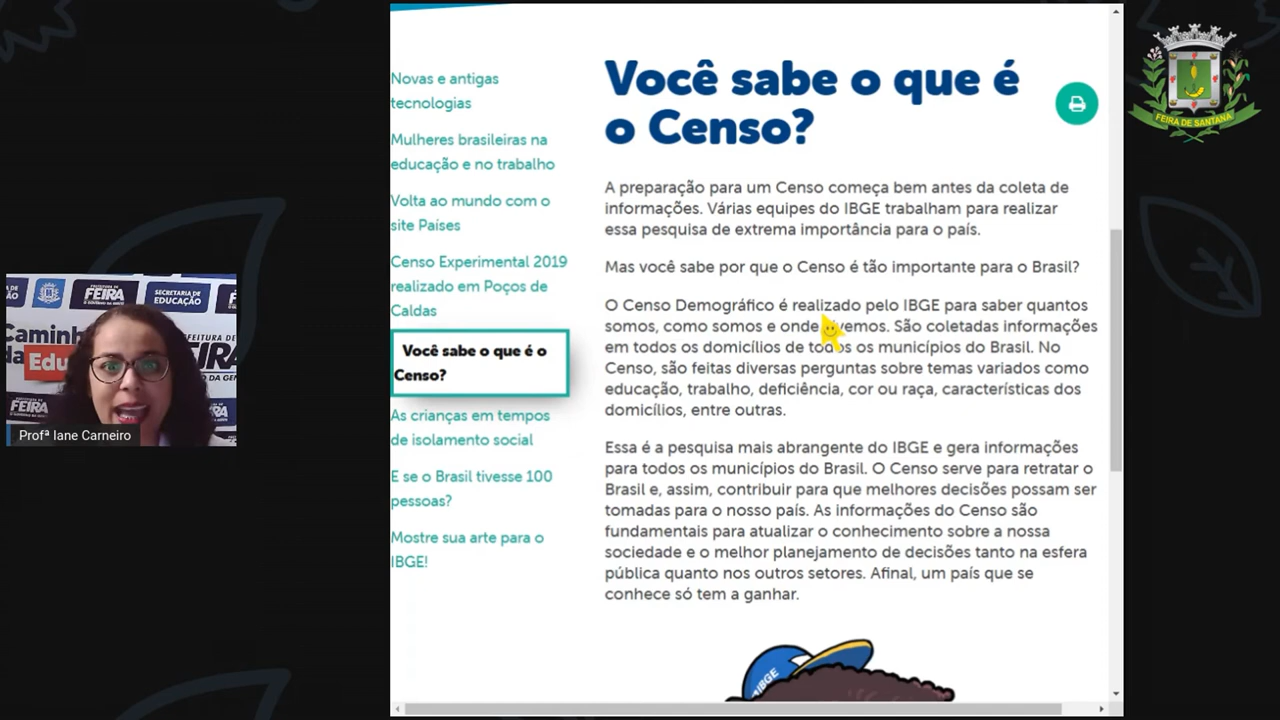 Novas e antigas
tecnologias
Mulheres brasileiras na
educação e no trabalho
Volta ao mundo com o
site Países
Censo Experimental 2019
realizado em Poços de
Caldas
Você sabe o que é o
Censo?
As crianças em tempos
de isolamento social
E se o Brasil tivesse 100
pessoas?
Mostre sua arte para o
IBGE!
Você sabe o que é
o Censo?
A preparação para um Censo começa bem antes da coleta de
informações. Várias equipes do IBGE trabalham para realizar
essa pesquisa de extrema importância para o país.
Mas você sabe por que o Censo é tão importante para o Brasil?
O Censo Demográfico é realizado pelo IBGE para saber quantos
somos, como somos e onde vivemos. São coletadas informações
em todos os domicílios de todos os municípios do Brasil. No
Censo, são feitas diversas perguntas sobre temas variados como
educação, trabalho, deficiência, cor ou raça, características dos
domicílios, entre outras.
Essa é a pesquisa mais abrangente do IBGE e gera informações
para todos os municípios do Brasil. O Censo serve para retratar o
Brasil e, assim, contribuir para que melhores decisões possam ser
tomadas para o nosso país. As informações do Censo são
fundamentais para atualizar o conhecimento sobre a nossa
sociedade e o melhor planejamento de decisões tanto na esfera
pública quanto nos outros setores. Afinal, um país que se
conhece só tem a ganhar.
IBGE
FEIRA DE SANTANA
FEIRA
SECRETARIA DE
EDUCAÇÃO
Caminh
da
Edu
FEIRA
Profª Iane Carneiro